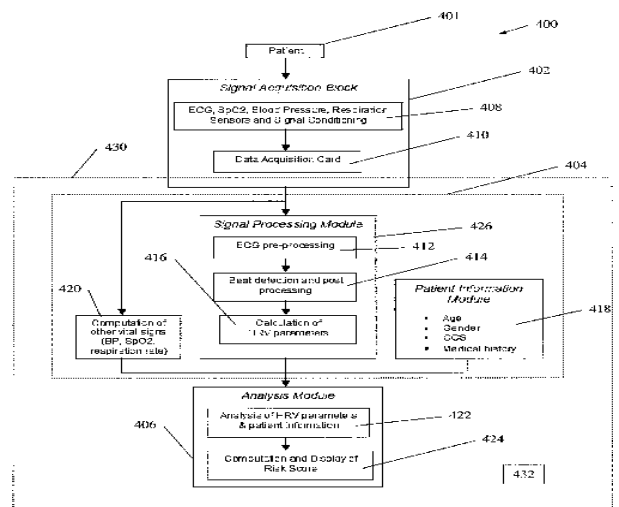 401
400
Patient
402
Signal Acquisition Block
ECG, SpO2, Blood Pressure, Respiration
Sensors and Signal Conditioning
408
410
Data Acquisition Card
430
404
Signal Processing Module
426
ECG pre-processing
412
416
414
Beat detection and post
processing
420
Patient Information
Module
Computation of
other vital signs
(BP, SpO2,
respiration rate)
Calculation of
HRV parameters
• Age
• Gender
• GCS
• Medical history
418
Analysis Module
Analysis of HRV parameters
& patient Information
422
406
424
Computation and Display of
Risk Score
432